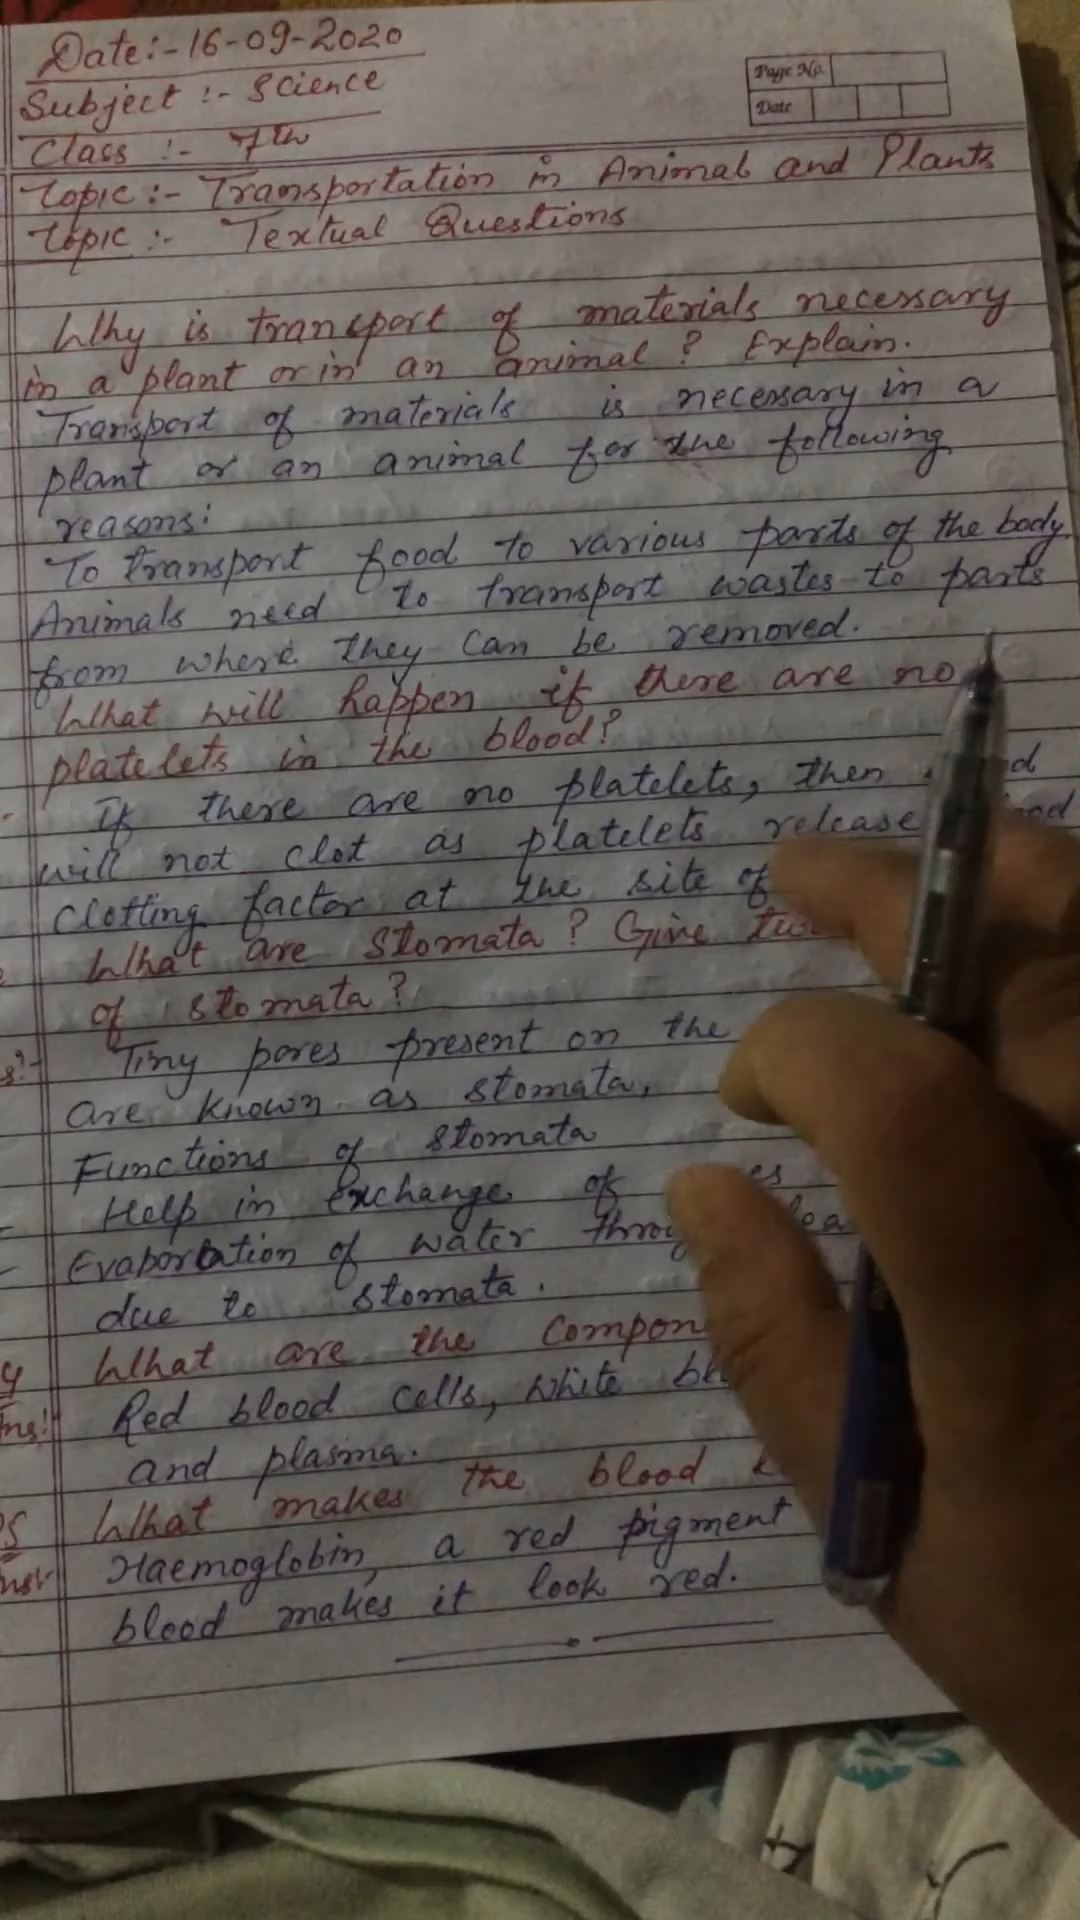 Date:-16-09-2020
Subject :- Science
Class :- 7th
Page No.
Date
Topic:- Transportation in Animal and Plants
Topic:- Textual Questions
Why is transport of materials necessary
in a plant or in an animal? Explain.
Transport of materials is necessary in a
plant or an animal for the following
reasons:
To transport food to various parts of the body.
Animals need to transport wastes to parts
from where they can be removed.
What will happen if there are no
platelets in the blood?
If there are no platelets, then
will not clot as platelets release
clotting factor at the site of
What are stomata? Give
of stomata?
Tiny pores present on the
are known as stomata,
Functions of stomata
Help in exchange of
Evaporation of water
due to stomata.
4 What are the
Ans:- Red blood cells, white
and plasma.
5 What makes the blood
Haemoglobin, a red pigment
blood makes it look red.